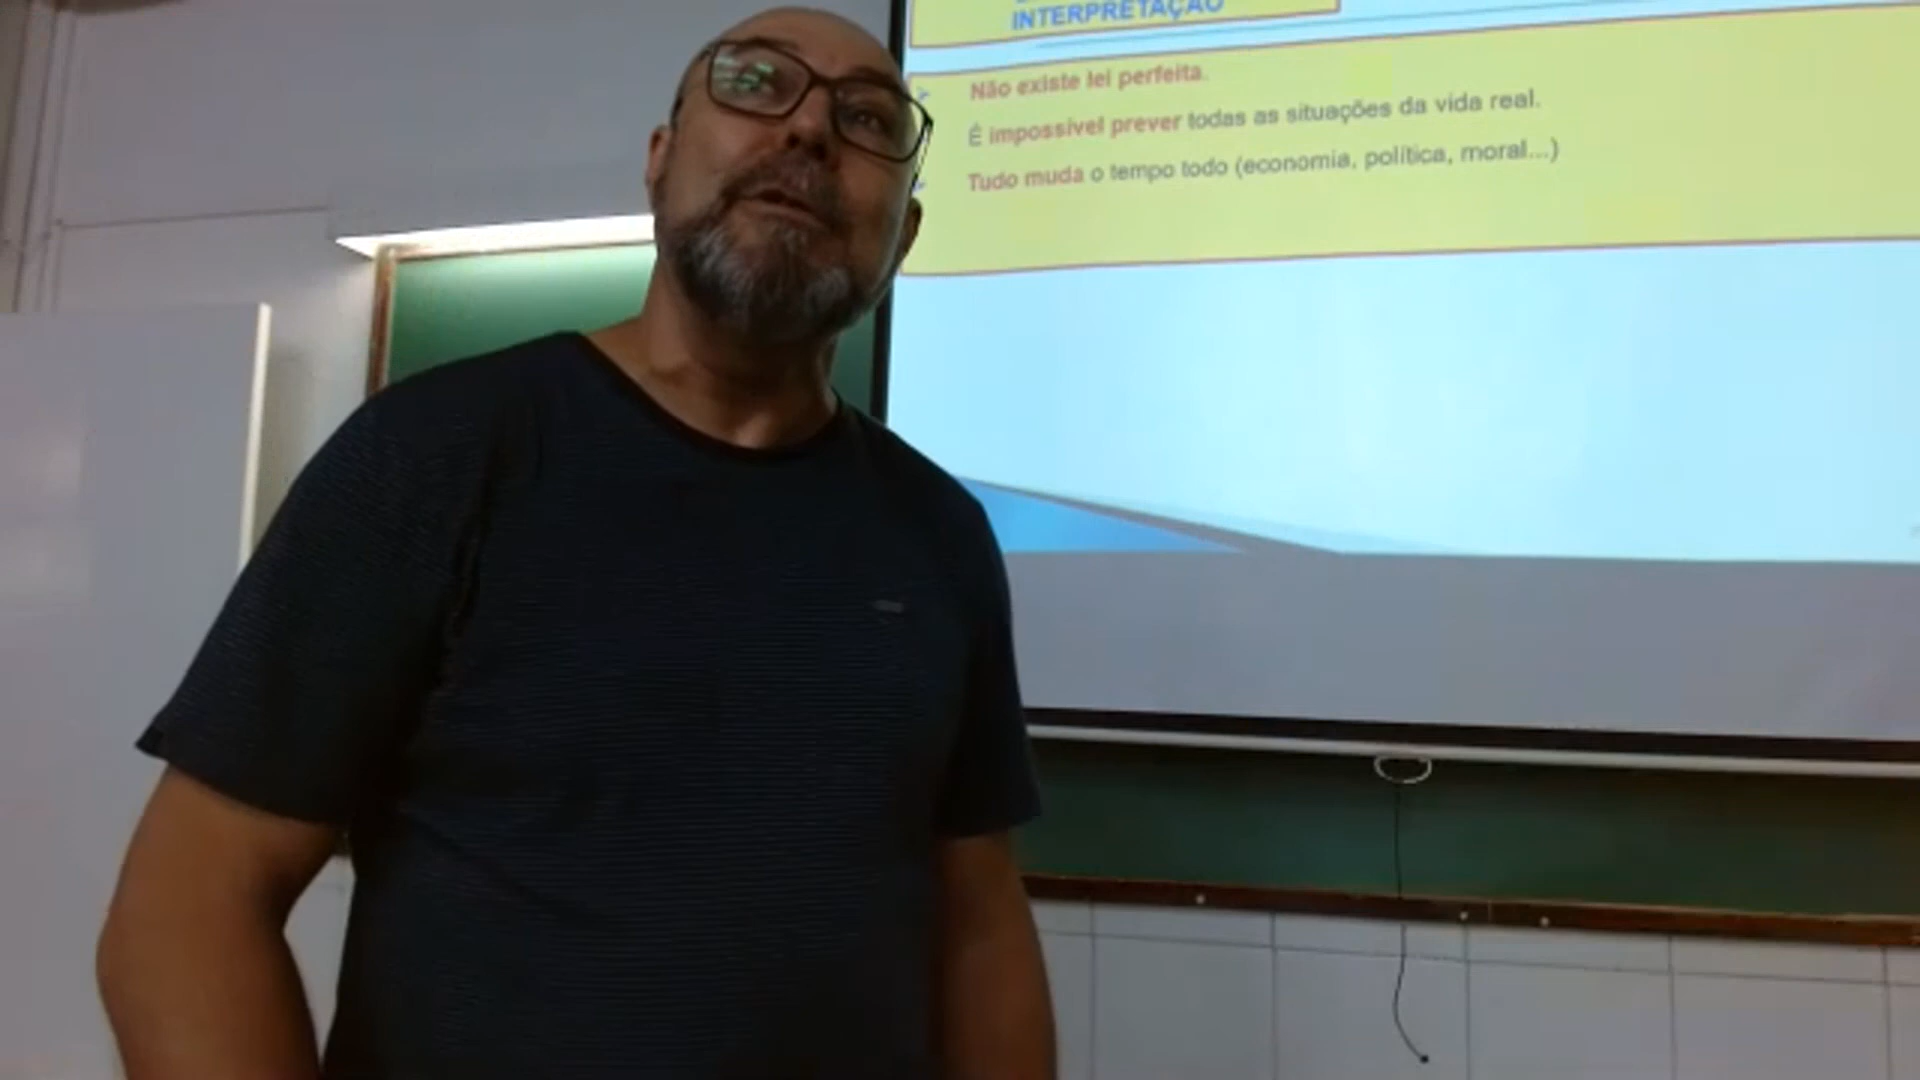 INTERPRETAÇÃO
Não existe lei perfeita.
É impossível prever todas as situações da vida real.
Tudo muda o tempo todo (economia, política, moral...)